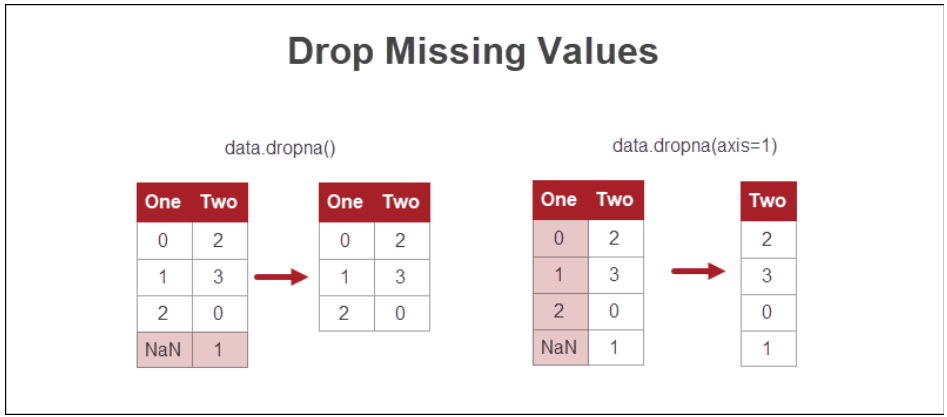 Drop Missing Values
data.dropna()
One Two
0 2
1 3
2 0
NaN 1
One Two
0 2
1 3
2 0
data.dropna(axis=1)
One Two
0 2
1 3
2 0
NaN 1
Two
2
3
0
1